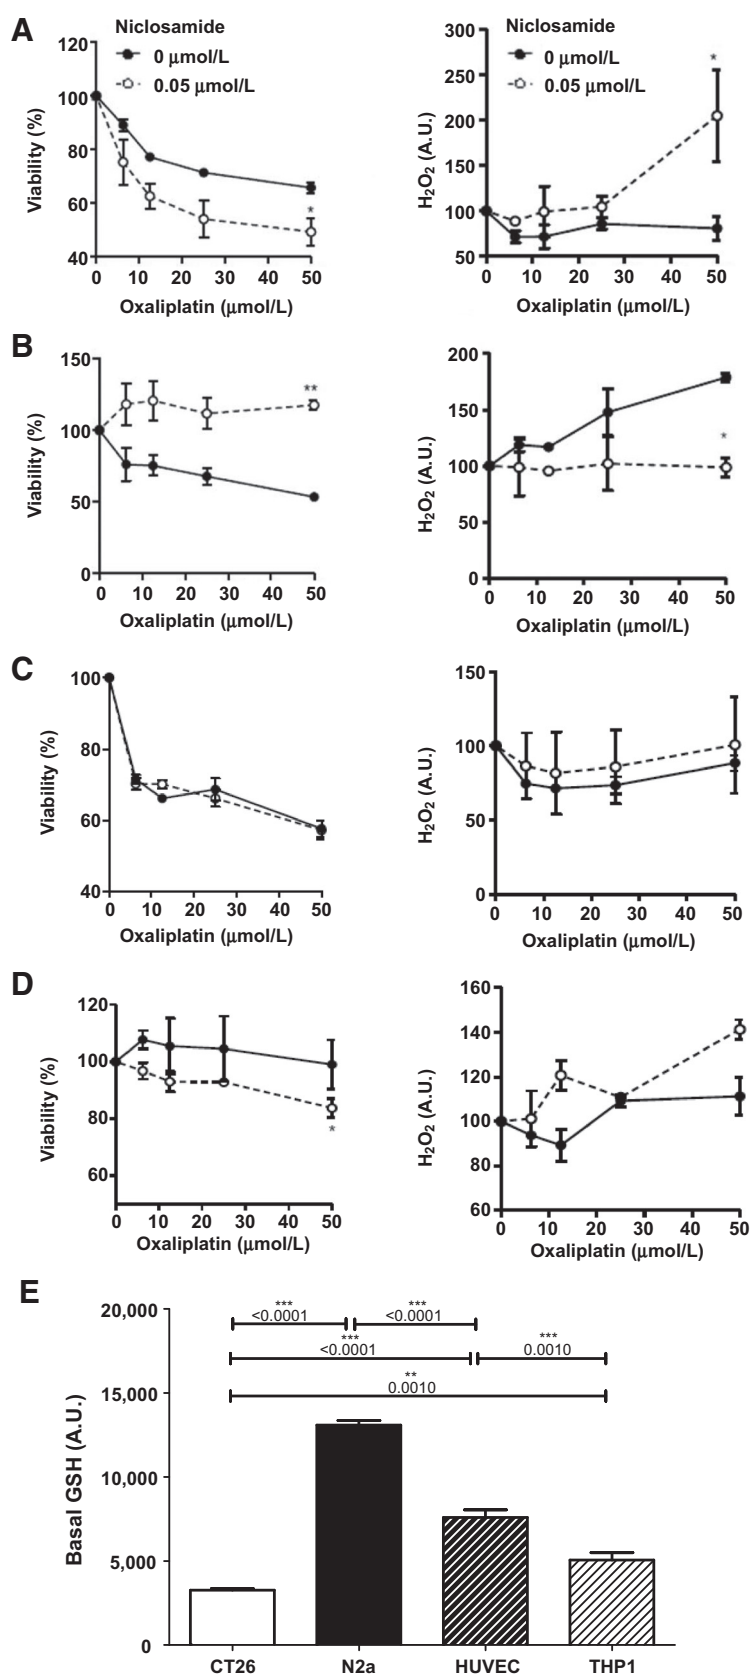 A
Niclosamide
0 μmol/L
0.05 μmol/L
Viability (%)
120
100
80
60
40
*
0 10 20 30 40 50
Oxaliplatin (μmol/L)
Niclosamide
0 μmol/L
0.05 μmol/L
H2O2 (A.U.)
300
250
200
150
100
50
*
0 10 20 30 40 50
Oxaliplatin (μmol/L)
B
Viability (%)
150
100
50
0
**
0 10 20 30 40 50
Oxaliplatin (μmol/L)
H2O2 (A.U.)
200
150
100
50
0
*
0 10 20 30 40 50
Oxaliplatin (μmol/L)
C
Viability (%)
100
80
60
40
0 10 20 30 40 50
Oxaliplatin (μmol/L)
H2O2 (A.U.)
150
100
50
0
0 10 20 30 40 50
Oxaliplatin (μmol/L)
D
Viability (%)
120
100
80
60
*
0 10 20 30 40 50
Oxaliplatin (μmol/L)
H2O2 (A.U.)
160
140
120
100
80
60
0 10 20 30 40 50
Oxaliplatin (μmol/L)
E
Basal GSH (A.U.)
20,000
15,000
10,000
5,000
0
*** ***
<0.0001 <0.0001
*** ***
<0.0001 0.0010
**
0.0010
CT26 N2a HUVEC THP1